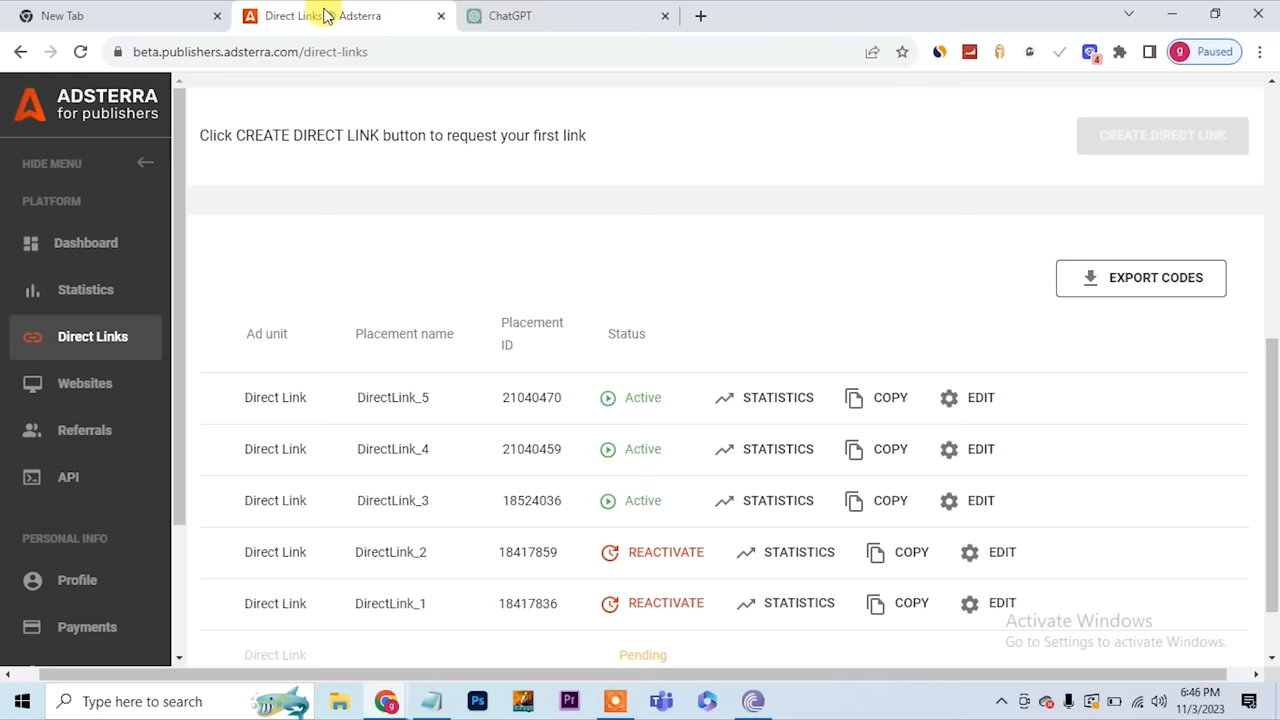 New Tab
Direct Links @ Adsterra
ChatGPT
beta.publishers.adsterra.com/direct-links
4
g Paused
ADSTERRA
for publishers
HIDE MENU
PLATFORM
Dashboard
Statistics
Direct Links
Websites
Referrals
API
PERSONAL INFO
Profile
Payments
Click CREATE DIRECT LINK button to request your first link
CREATE DIRECT LINK
EXPORT CODES
Ad unit Placement name Placement ID Status
Direct Link DirectLink_5 21040470 Active STATISTICS COPY EDIT
Direct Link DirectLink_4 21040459 Active STATISTICS COPY EDIT
Direct Link DirectLink_3 18524036 Active STATISTICS COPY EDIT
Direct Link DirectLink_2 18417859 REACTIVATE STATISTICS COPY EDIT
Direct Link DirectLink_1 18417836 REACTIVATE STATISTICS COPY EDIT
Direct Link Pending
Activate Windows
Go to Settings to activate Windows.
Type here to search
Ps
Pr
6:46 PM
11/3/2023